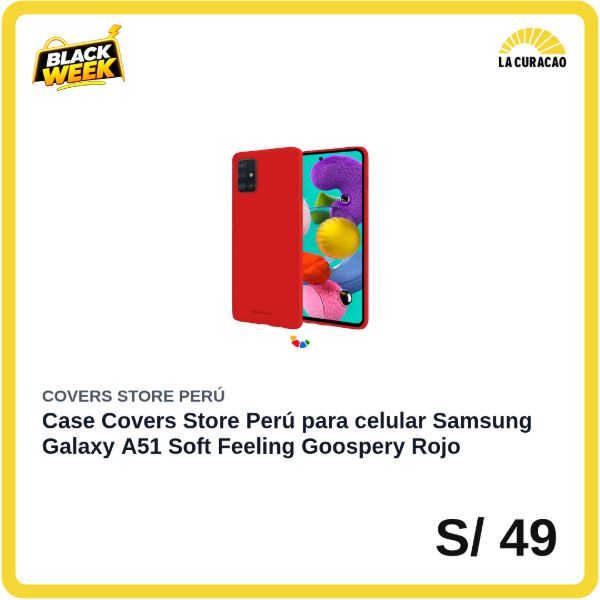 BLACK
WEEK
LA CURACAO
COVERS STORE PERÚ
Case Covers Store Perú para celular Samsung
Galaxy A51 Soft Feeling Goospery Rojo
S/ 49